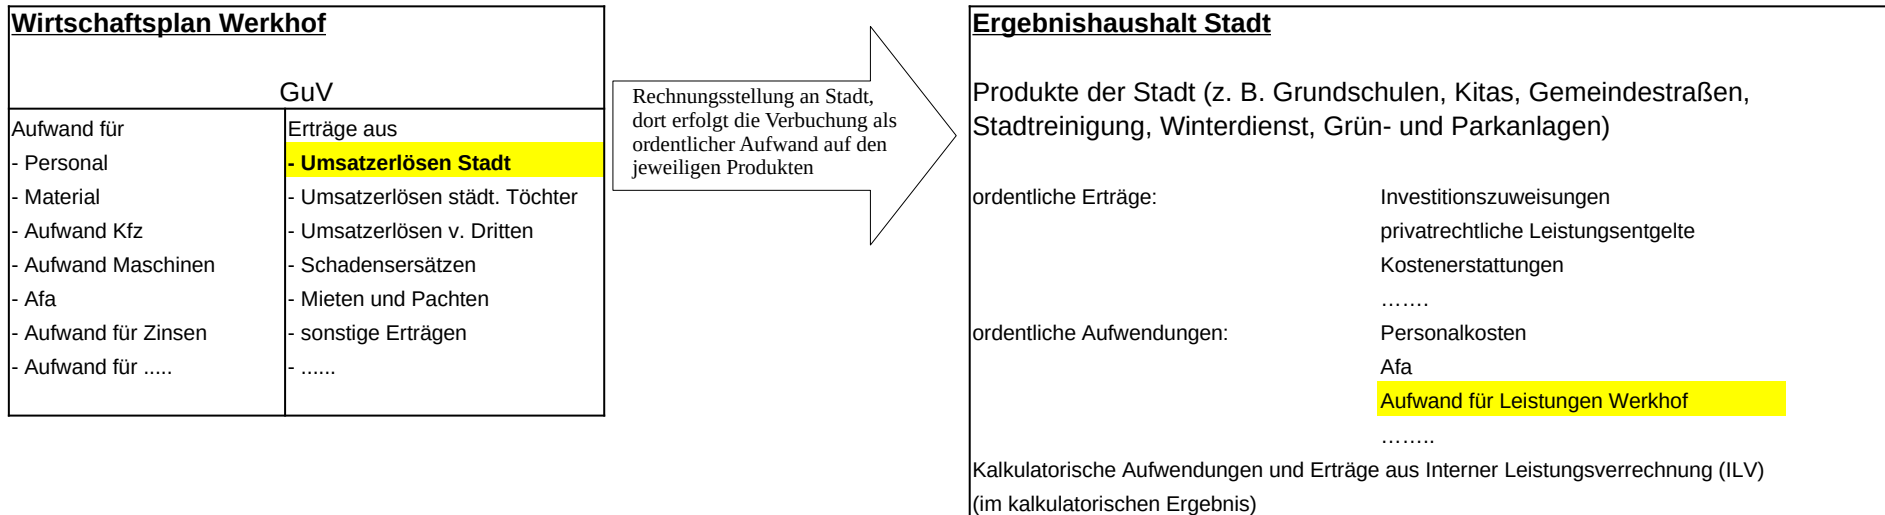 Wirtschaftsplan Werkhof
GuV
Aufwand für
- Personal
- Material
- Aufwand Kfz
- Aufwand Maschinen
- Afa
- Aufwand für Zinsen
- Aufwand für .....
Erträge aus
- Umsatzerlösen Stadt
- Umsatzerlösen städt. Töchter
- Umsatzerlösen v. Dritten
- Schadensersätzen
- Mieten und Pachten
- sonstige Erträgen
- ......
Rechnungsstellung an Stadt,
dort erfolgt die Verbuchung als
ordentlicher Aufwand auf den
jeweiligen Produkten
Ergebnishaushalt Stadt
Produkte der Stadt (z. B. Grundschulen, Kitas, Gemeindestraßen,
Stadtreinigung, Winterdienst, Grün- und Parkanlagen)
ordentliche Erträge: Investitionszuweisungen
privatrechtliche Leistungsentgelte
Kostenerstattungen
…….
ordentliche Aufwendungen: Personalkosten
Afa
Aufwand für Leistungen Werkhof
……..
Kalkulatorische Aufwendungen und Erträge aus Interner Leistungsverrechnung (ILV)
(im kalkulatorischen Ergebnis)